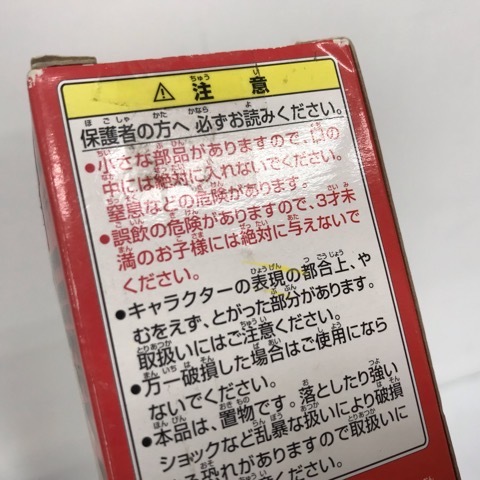 ⚠ 注意
保護者の方へ 必ずお読みください。
•小さな部品がありますので、口の
中には絶対に入れないでください。
窒息などの危険があります。
•誤飲の危険がありますので、3才未
満のお子様には絶対に与えないで
ください。
•キャラクターの表現の都合上、や
むをえず、とがった部分があります。
取扱いにはご注意ください。
•万一破損した場合はご使用になら
ないでください。
•本品は、置物です。落としたり強い
ショックなど乱暴な扱いにより破損
する恐れがありますので取扱いに